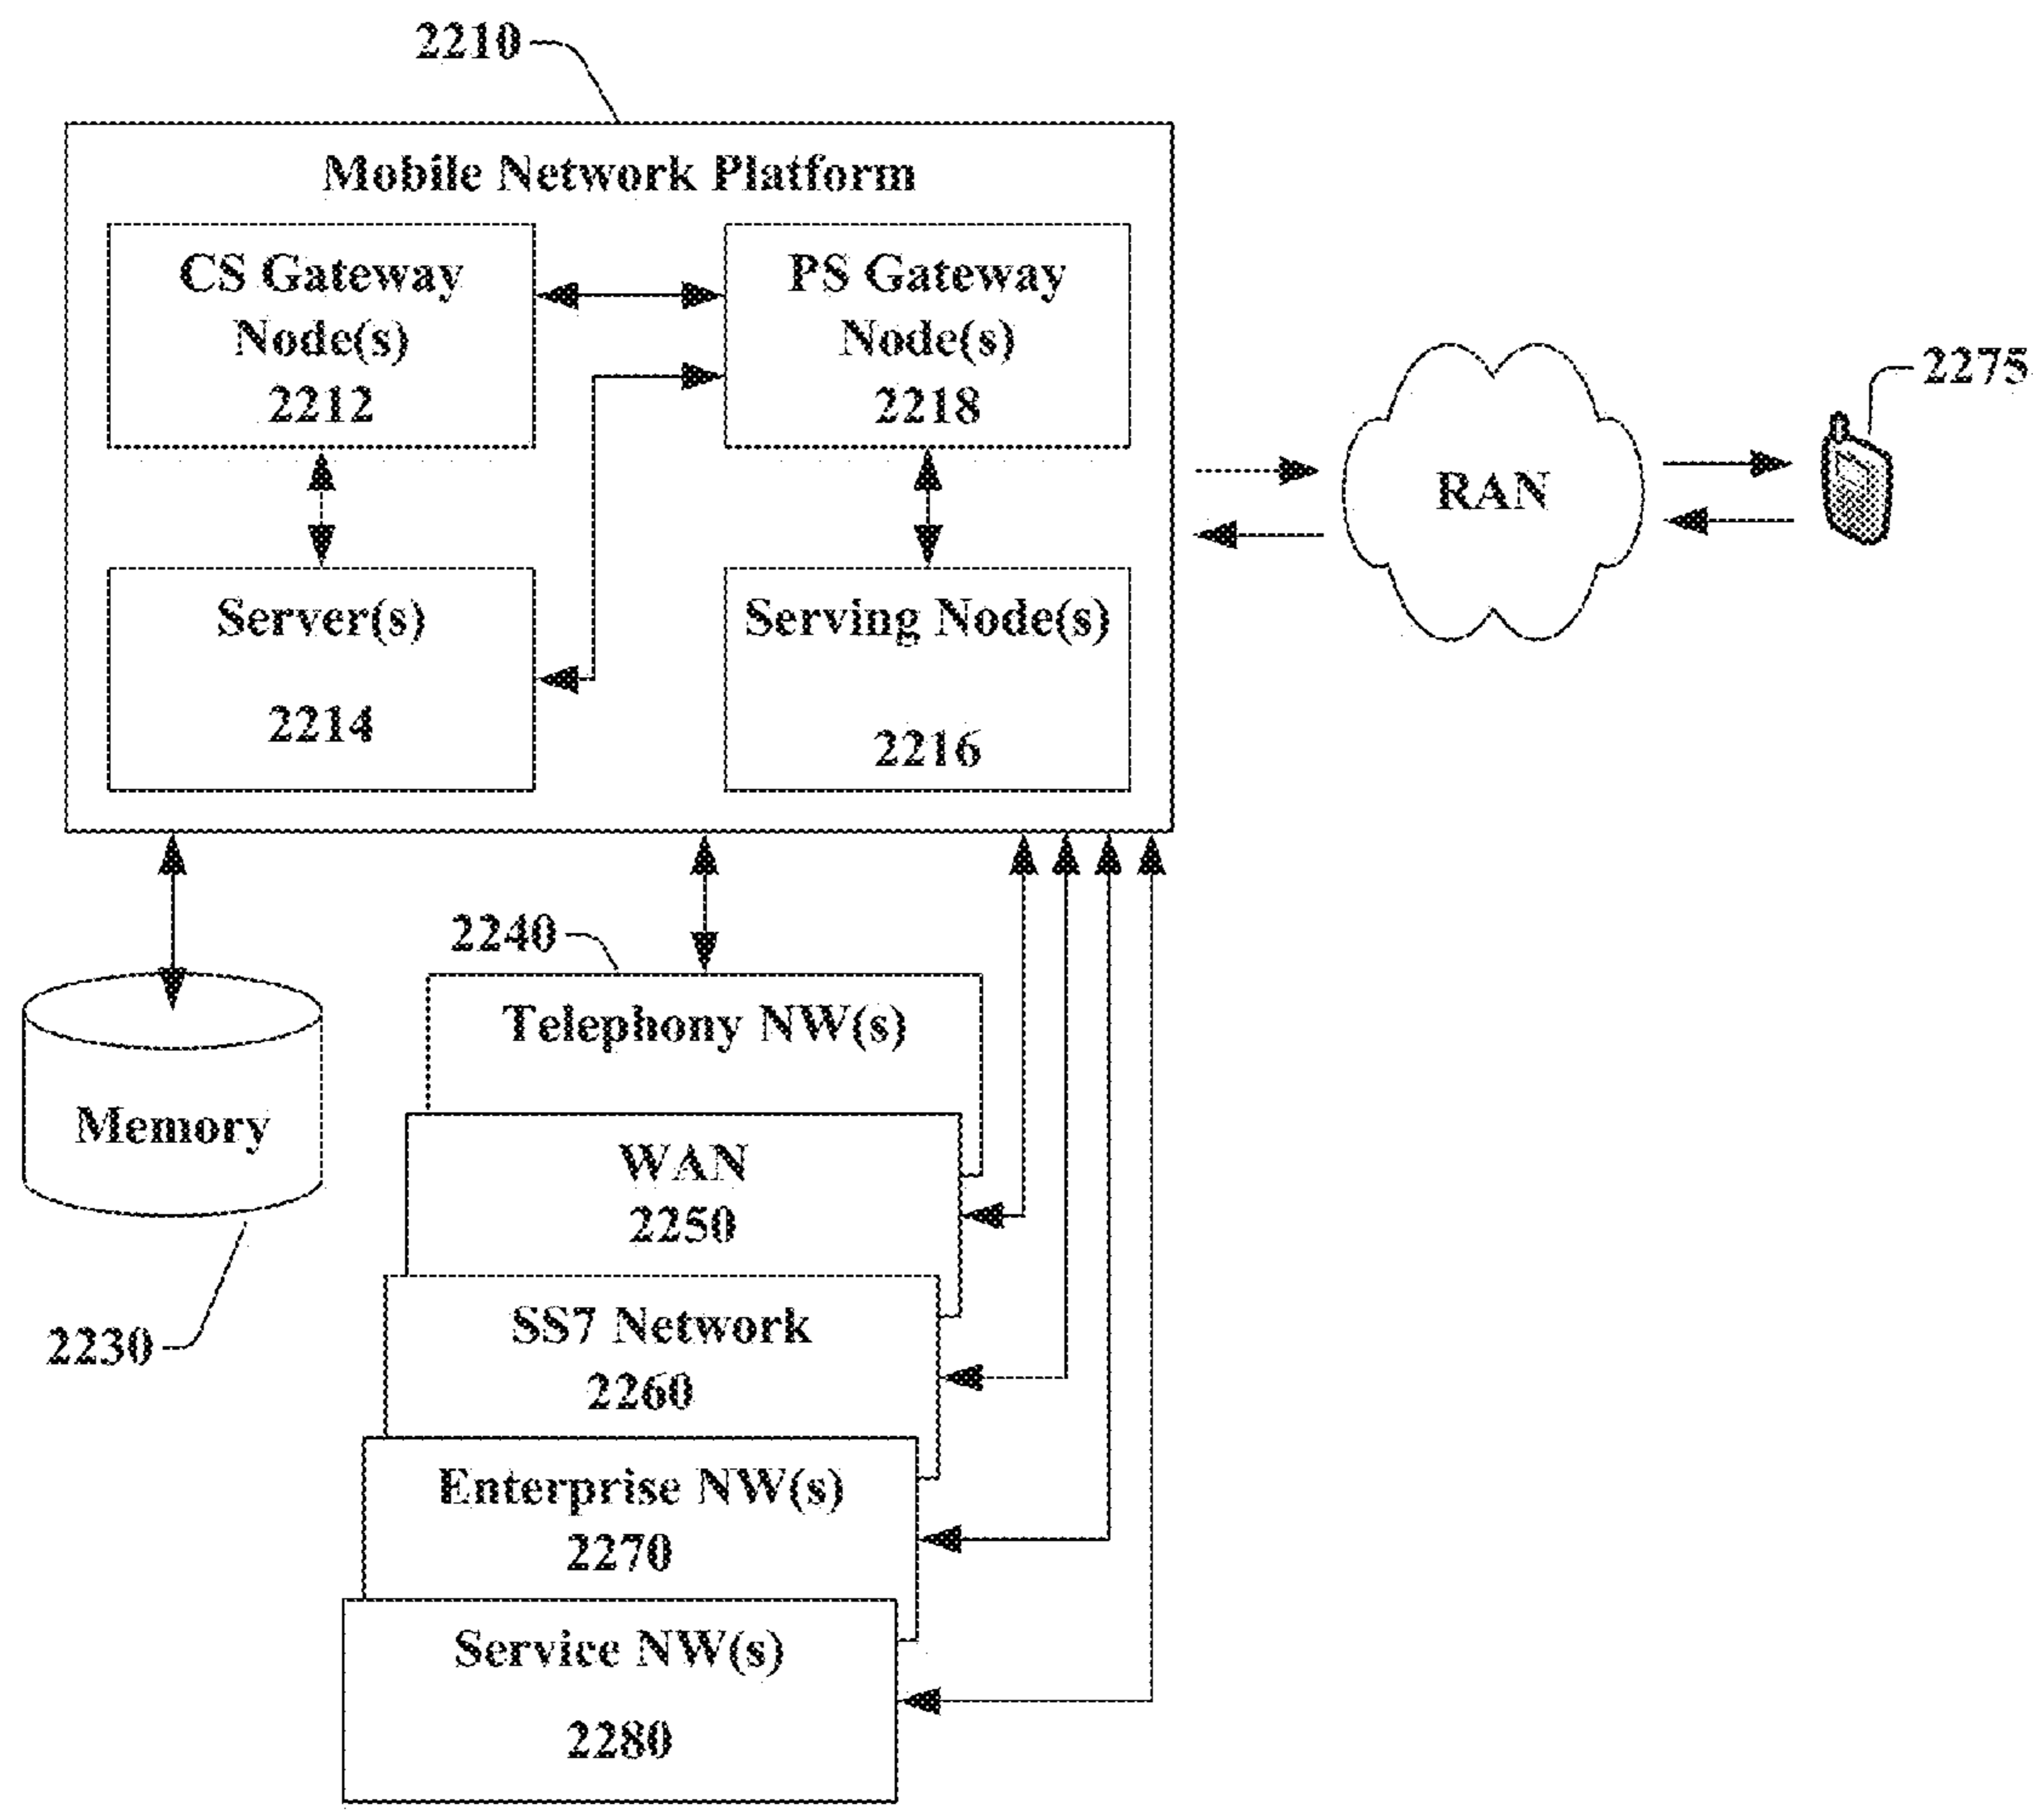 2210
Mobile Network Platform
CS Gateway
Node(s)
2212
PS Gateway
Node(s)
2218
Server(s)
2214
Serving Node(s)
2216
RAN
2275
2240
Telephony NW(s)
Memory
2230
WAN
2250
SS7 Network
2260
Enterprise NW(s)
2270
Service NW(s)
2280